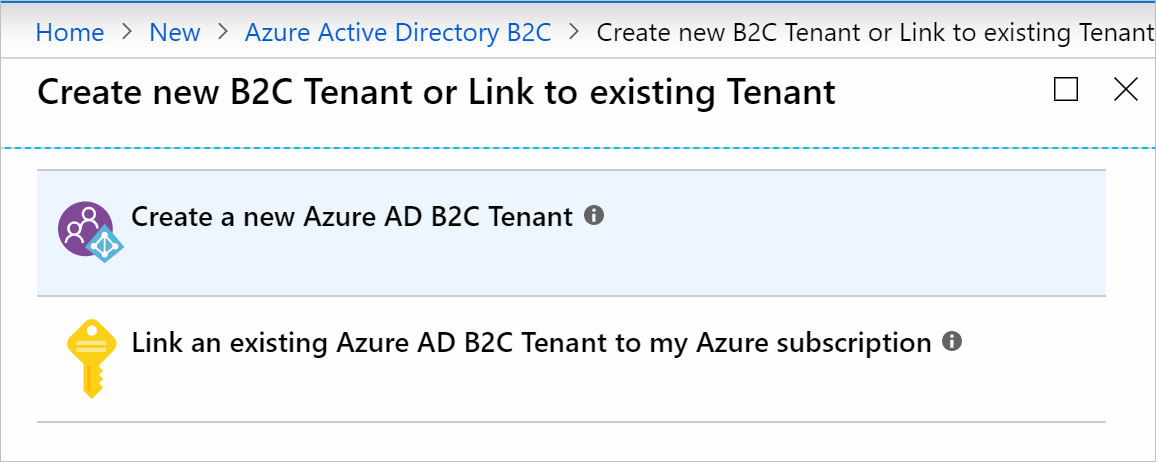 Home > New > Azure Active Directory B2C > Create new B2C Tenant or Link to existing Tenant
Create new B2C Tenant or Link to existing Tenant
Create a new Azure AD B2C Tenant
Link an existing Azure AD B2C Tenant to my Azure subscription